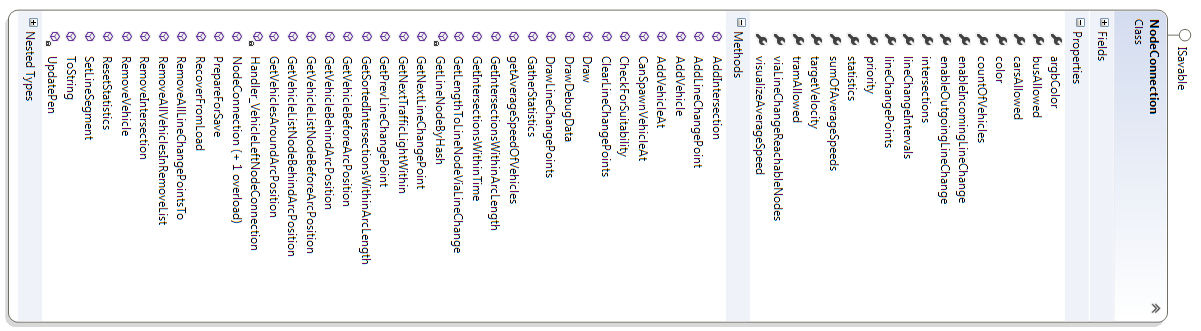 ISavable
NodeConnection
Class
Fields
Properties
argbColor
busAllowed
carsAllowed
color
countOfVehicles
enableIncomingLineChange
enableOutgoingLineChange
intersections
lineChangeIntervals
lineChangePoints
priority
statistics
sumOfAverageSpeeds
targetVelocity
tramAllowed
viaLineChangeReachableNodes
visualizeAverageSpeed
Methods
AddIntersection
AddLineChangePoint
AddVehicle
AddVehicleAt
CanSpawnVehicleAt
CheckForSuitability
ClearLineChangePoints
Draw
DrawDebugData
DrawLineChangePoints
GatherStatistics
getAverageSpeedOfVehicles
GetIntersectionsWithinArcLength
GetIntersectionsWithinTime
GetLengthToLineNodeViaLineChange
GetLineNodeByHash
GetNextLineChangePoint
GetNextTrafficLightWithin
GetPrevLineChangePoint
GetSortedIntersectionsWithinArcLength
GetVehicleBeforeArcPosition
GetVehicleBehindArcPosition
GetVehicleListNodeBeforeArcPosition
GetVehicleListNodeBehindArcPosition
GetVehiclesAroundArcPosition
Handler_VehicleLeftNodeConnection
NodeConnection (+ 1 overload)
PrepareForSave
RecoverFromLoad
RemoveAllLineChangePointsTo
RemoveAllVehiclesInRemoveList
RemoveIntersection
RemoveVehicle
ResetStatistics
SetLineSegment
ToString
UpdatePen
Nested Types